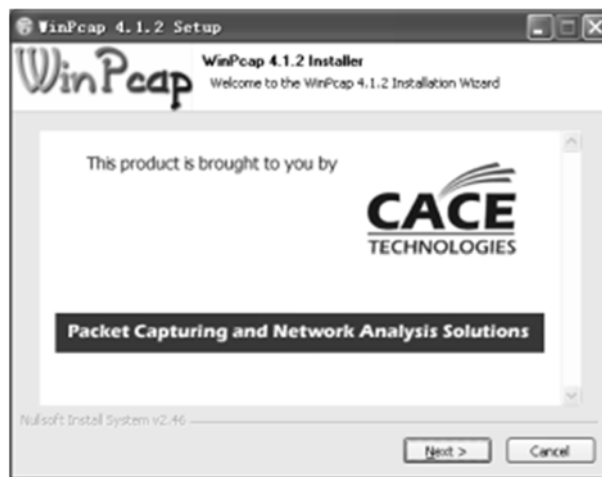 WinPcap 4.1.2 Setup
WinPcap
WinPcap 4.1.2 Installer
Welcome to the WinPcap 4.1.2 Installation Wizard
This product is brought to you by
CACE
TECHNOLOGIES
Packet Capturing and Network Analysis Solutions
Nullsoft Install System v2.46
Next >
Cancel